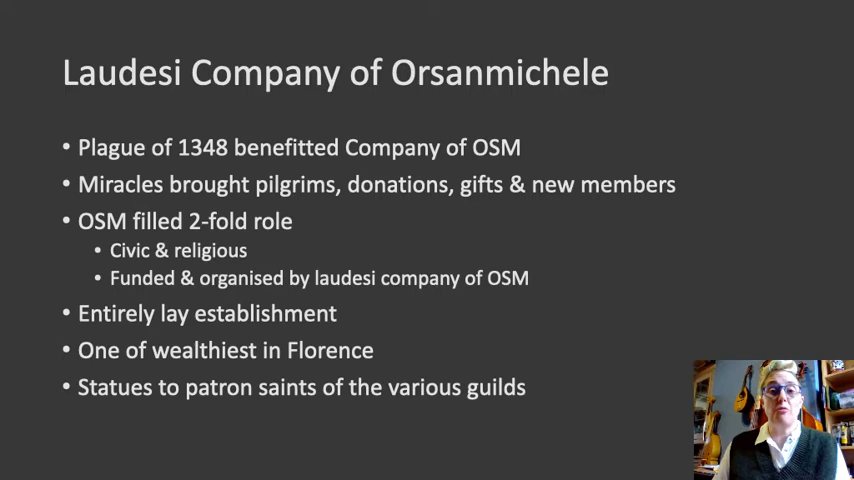 Laudesi Company of Orsanmichele
• Plague of 1348 benefitted Company of OSM
• Miracles brought pilgrims, donations, gifts & new members
• OSM filled 2-fold role
• Civic & religious
• Funded & organised by laudesi company of OSM
• Entirely lay establishment
• One of wealthiest in Florence
• Statues to patron saints of the various guilds